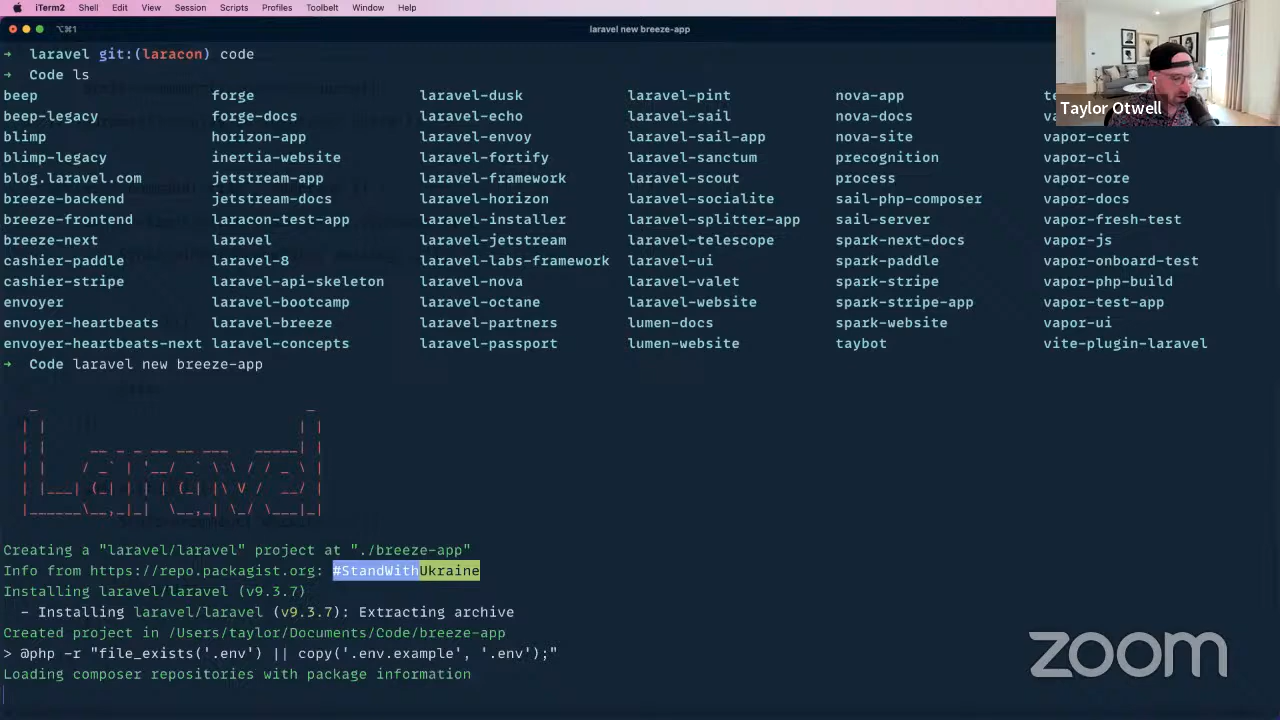 iTerm2 Shell Edit View Session Scripts Profiles Toolbelt Window Help
⌥⌘1 laravel new breeze-app
→ laravel git:(laracon) code
→ Code ls
beep forge laravel-dusk laravel-pint nova-app
beep-legacy forge-docs laravel-echo laravel-sail nova-docs
Taylor Otwell
blimp horizon-app laravel-envoy laravel-sail-app nova-site vapor-cert
blimp-legacy inertia-website laravel-fortify laravel-sanctum precognition vapor-cli
blog.laravel.com jetstream-app laravel-framework laravel-scout process vapor-core
breeze-backend jetstream-docs laravel-horizon laravel-socialite sail-php-composer vapor-docs
breeze-frontend laracon-test-app laravel-installer laravel-splitter-app sail-server vapor-fresh-test
breeze-next laravel laravel-jetstream laravel-telescope spark-next-docs vapor-js
cashier-paddle laravel-8 laravel-labs-framework laravel-ui spark-paddle vapor-onboard-test
cashier-stripe laravel-api-skeleton laravel-nova laravel-valet spark-stripe vapor-php-build
envoyer laravel-bootcamp laravel-octane laravel-website spark-stripe-app vapor-test-app
envoyer-heartbeats laravel-breeze laravel-partners lumen-docs spark-website vapor-ui
envoyer-heartbeats-next laravel-concepts laravel-passport lumen-website taybot vite-plugin-laravel
→ Code laravel new breeze-app
Laravel
Creating a "laravel/laravel" project at "./breeze-app"
Info from https://repo.packagist.org: #StandWithUkraine
Installing laravel/laravel (v9.3.7)
- Installing laravel/laravel (v9.3.7): Extracting archive
Created project in /Users/taylor/Documents/Code/breeze-app
> @php -r "file_exists('.env') || copy('.env.example', '.env');"
Loading composer repositories with package information
zoom